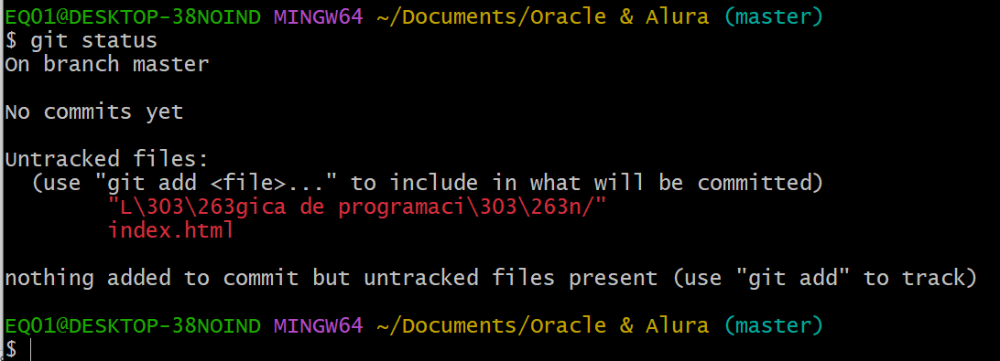 EQ01@DESKTOP-38NOIND MINGW64 ~/Documents/Oracle & Alura (master)
$ git status
On branch master
No commits yet
Untracked files:
(use "git add <file>..." to include in what will be committed)
"L\303\263gica de programaci\303\263n/"
index.html
nothing added to commit but untracked files present (use "git add" to track)
EQ01@DESKTOP-38NOIND MINGW64 ~/Documents/Oracle & Alura (master)
$